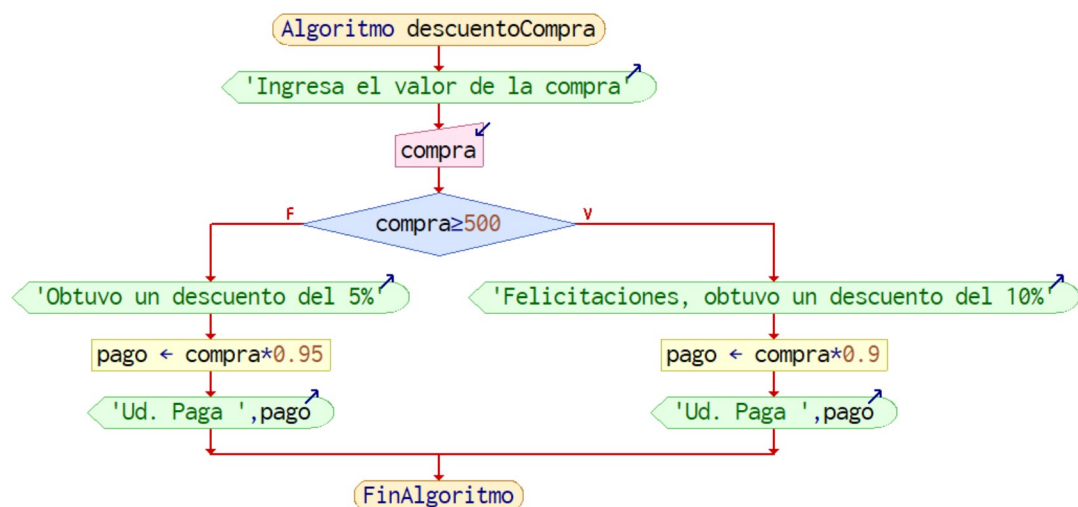 Algoritmo descuentoCompra
'Ingresa el valor de la compra'
compra
F
compra≥500
V
'Obtuvo un descuento del 5%'
'Felicitaciones, obtuvo un descuento del 10%'
pago ← compra*0.95
pago ← compra*0.9
'Ud. Paga ',pago
'Ud. Paga ',pago
FinAlgoritmo